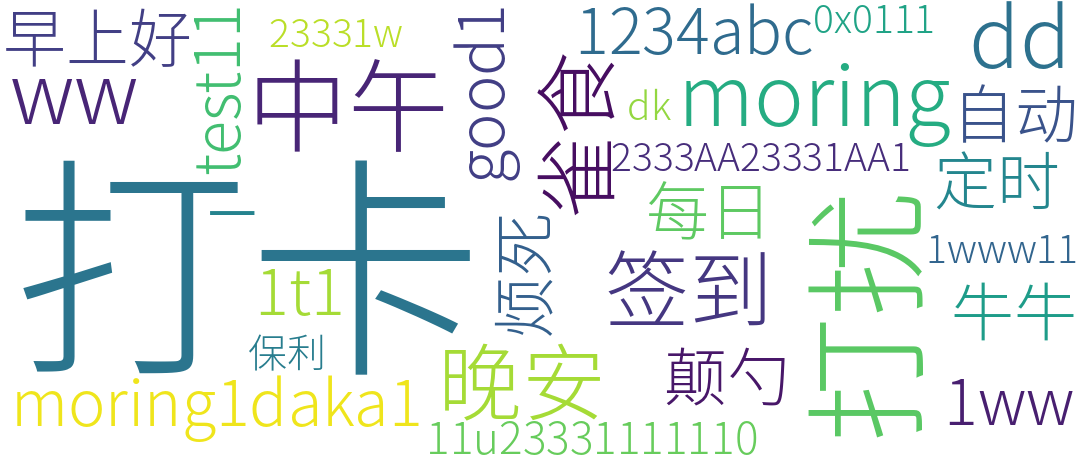 早上好
test11
23331w
good1
1234abc
0x0111
dd
ww
中午
雀食
dk
moring
自动
2333AA23331AA1
定时
打卡
一
每日
打扰
1www11
1t1
烦死
签到
牛牛
保利
晚安
颠勺
1ww
moring1daka1
11u23331111110